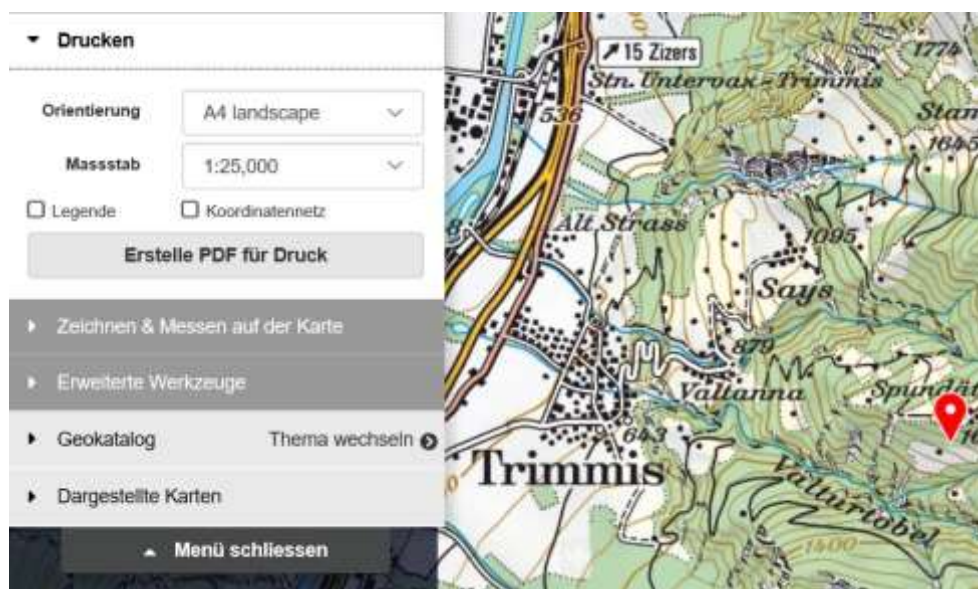 Drucken
Orientierung
A4 landscape
Massstab
1:25,000
Legende
Koordinatennetz
Erstelle PDF für Druck
Zeichnen & Messen auf der Karte
Erweiterte Werkzeuge
Geokatalog
Thema wechseln
Dargestellte Karten
Menü schliessen
15 Zizers
1774
Stn. Untervaz-Trimmis
536
1645
Alt Strass
1095
Says
879
Valtanna
643
Trimmis
Valturtobel
1400